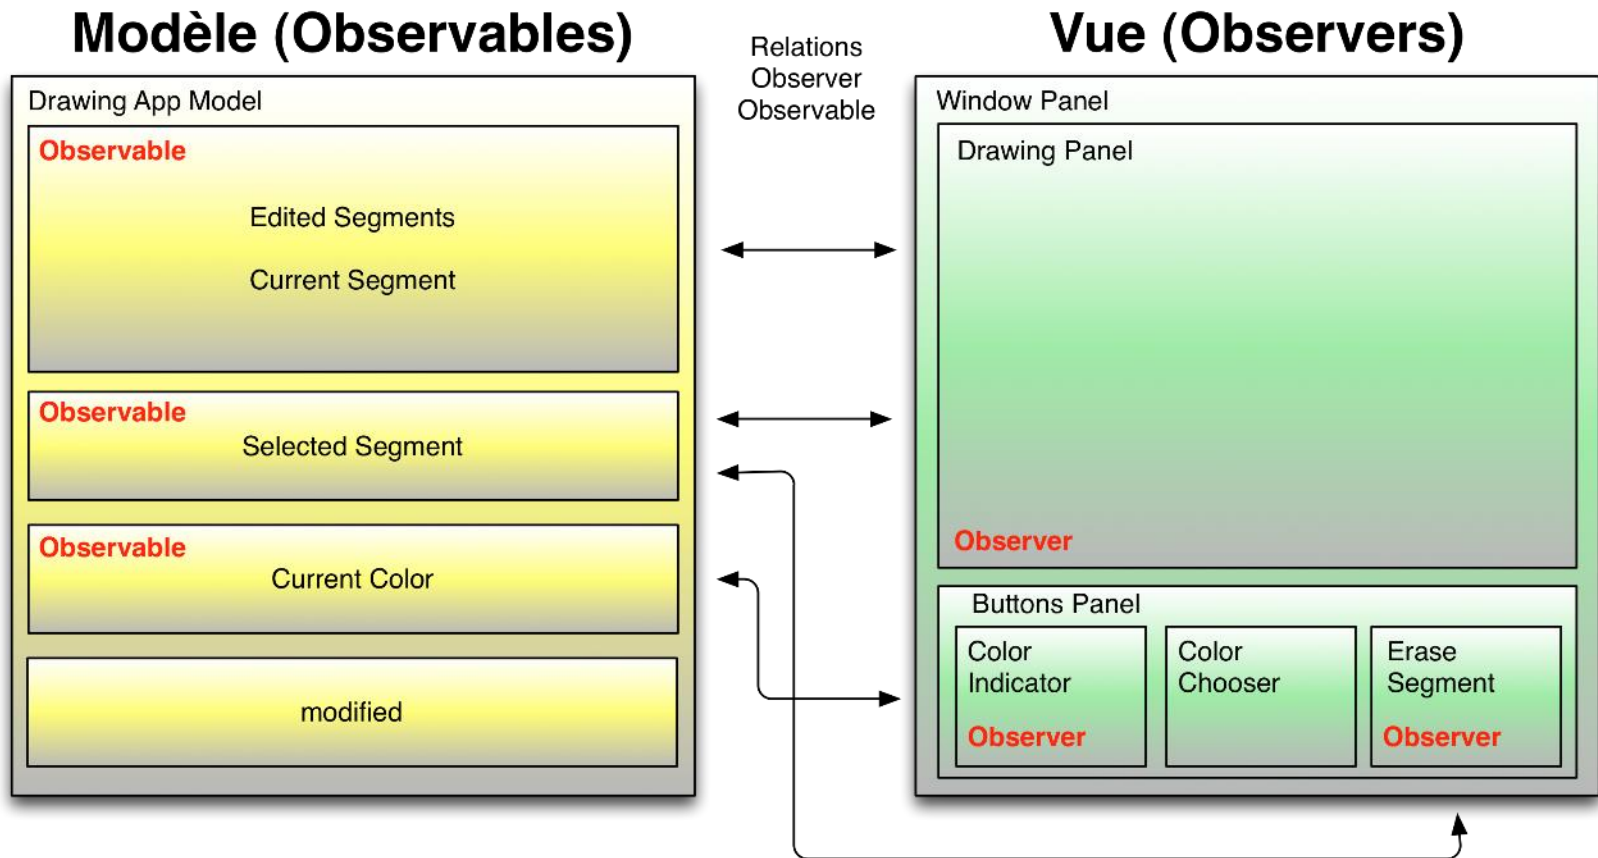 Modèle (Observables)
Relations
Observer
Observable
Vue (Observers)
Drawing App Model
Observable
Edited Segments
Current Segment
Observable
Selected Segment
Observable
Current Color
modified
Window Panel
Drawing Panel
Observer
Buttons Panel
Color
Indicator
Observer
Color
Chooser
Erase
Segment
Observer